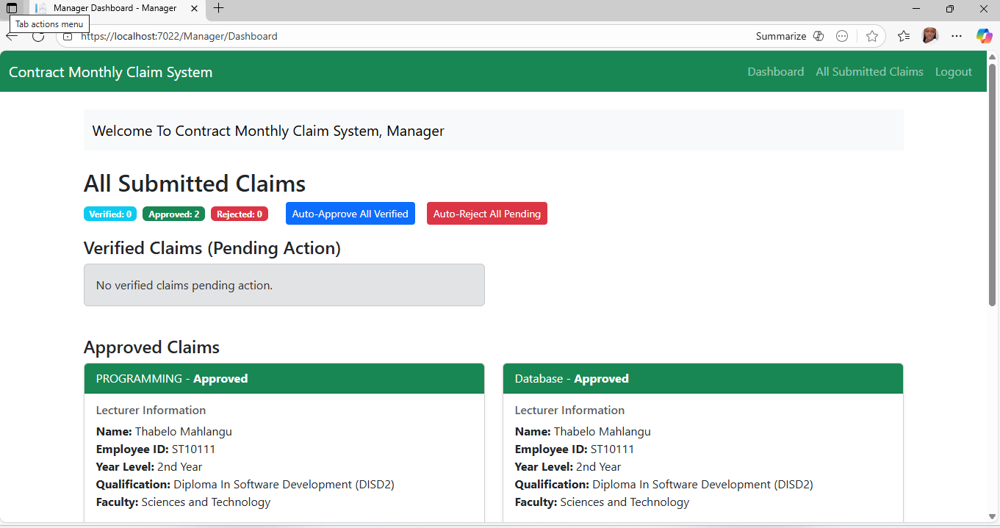 Manager Dashboard - Manager
Tab actions menu
https://localhost:7022/Manager/Dashboard
Summarize
Contract Monthly Claim System
Dashboard All Submitted Claims Logout
Welcome To Contract Monthly Claim System, Manager
All Submitted Claims
Verified: 0 Approved: 2 Rejected: 0 Auto-Approve All Verified Auto-Reject All Pending
Verified Claims (Pending Action)
No verified claims pending action.
Approved Claims
PROGRAMMING - Approved
Lecturer Information
Name: Thabelo Mahlangu
Employee ID: ST10111
Year Level: 2nd Year
Qualification: Diploma In Software Development (DISD2)
Faculty: Sciences and Technology
Database - Approved
Lecturer Information
Name: Thabelo Mahlangu
Employee ID: ST10111
Year Level: 2nd Year
Qualification: Diploma In Software Development (DISD2)
Faculty: Sciences and Technology